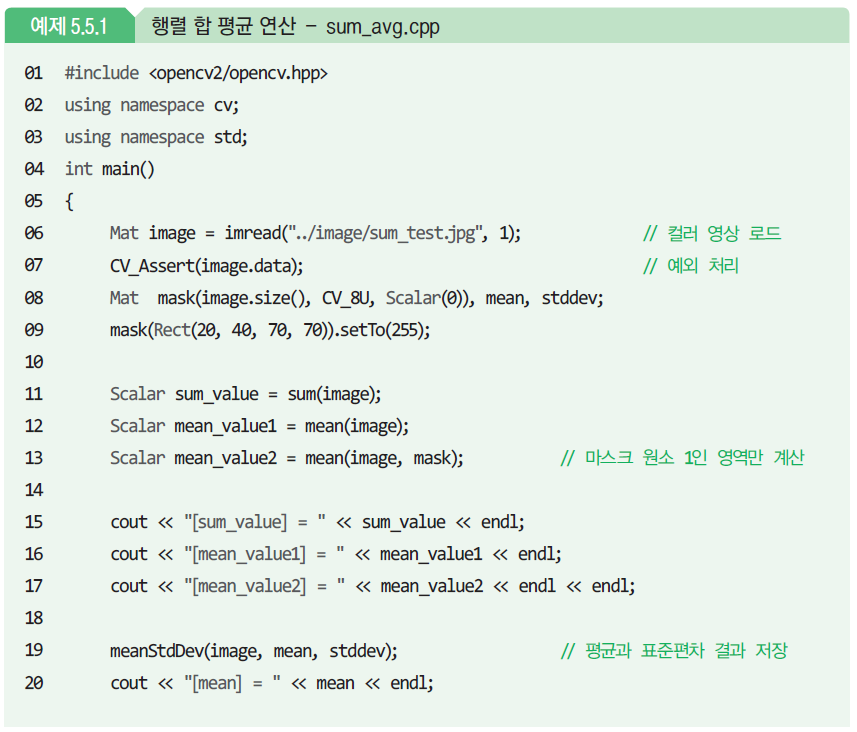 예제 5.5.1 행렬 합 평균 연산 – sum_avg.cpp
01 #include <opencv2/opencv.hpp>
02 using namespace cv;
03 using namespace std;
04 int main()
05 {
06 Mat image = imread("../image/sum_test.jpg", 1); // 컬러 영상 로드
07 CV_Assert(image.data); // 예외 처리
08 Mat mask(image.size(), CV_8U, Scalar(0)), mean, stddev;
09 mask(Rect(20, 40, 70, 70)).setTo(255);
10
11 Scalar sum_value = sum(image);
12 Scalar mean_value1 = mean(image);
13 Scalar mean_value2 = mean(image, mask); // 마스크 원소 1인 영역만 계산
14
15 cout << "[sum_value] = " << sum_value << endl;
16 cout << "[mean_value1] = " << mean_value1 << endl;
17 cout << "[mean_value2] = " << mean_value2 << endl << endl;
18
19 meanStdDev(image, mean, stddev); // 평균과 표준편차 결과 저장
20 cout << "[mean] = " << mean << endl;